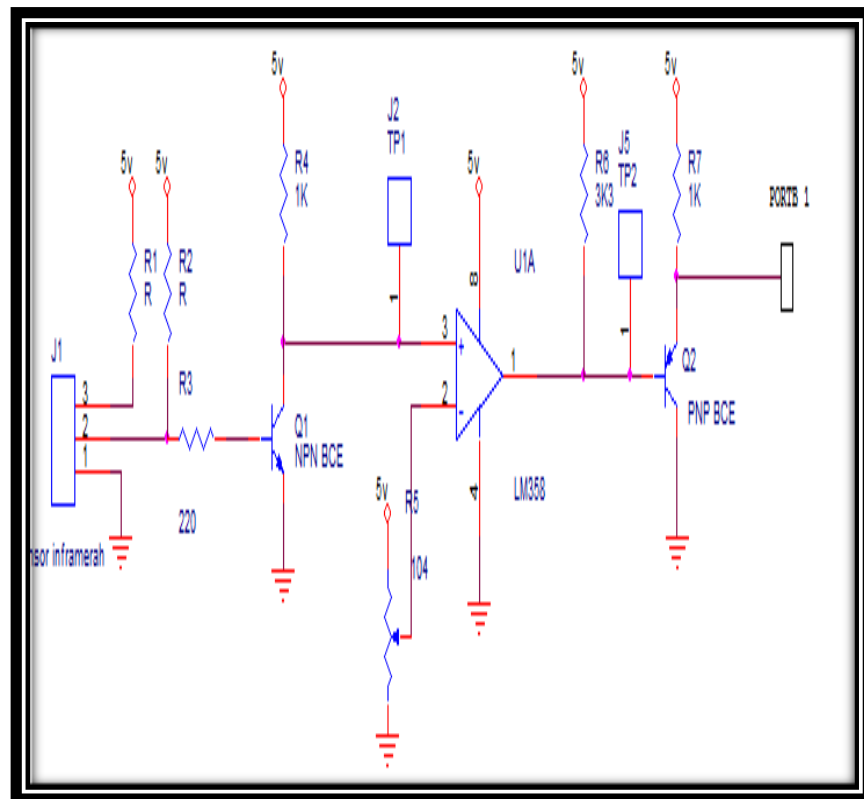 5v
5v
5v
J2
TP1
R4
1K
5v
5v
5v
R6
3K3
J5
TP2
R7
1K
PORTB 1
5v
5v
R1
R
R2
R
U1A
8
1
1
J1
3
2
1
R3
220
Q1
NPN BCE
3
+
2
-
1
Q2
PNP BCE
5v
R5
104
4
LM358
nsor inframerah